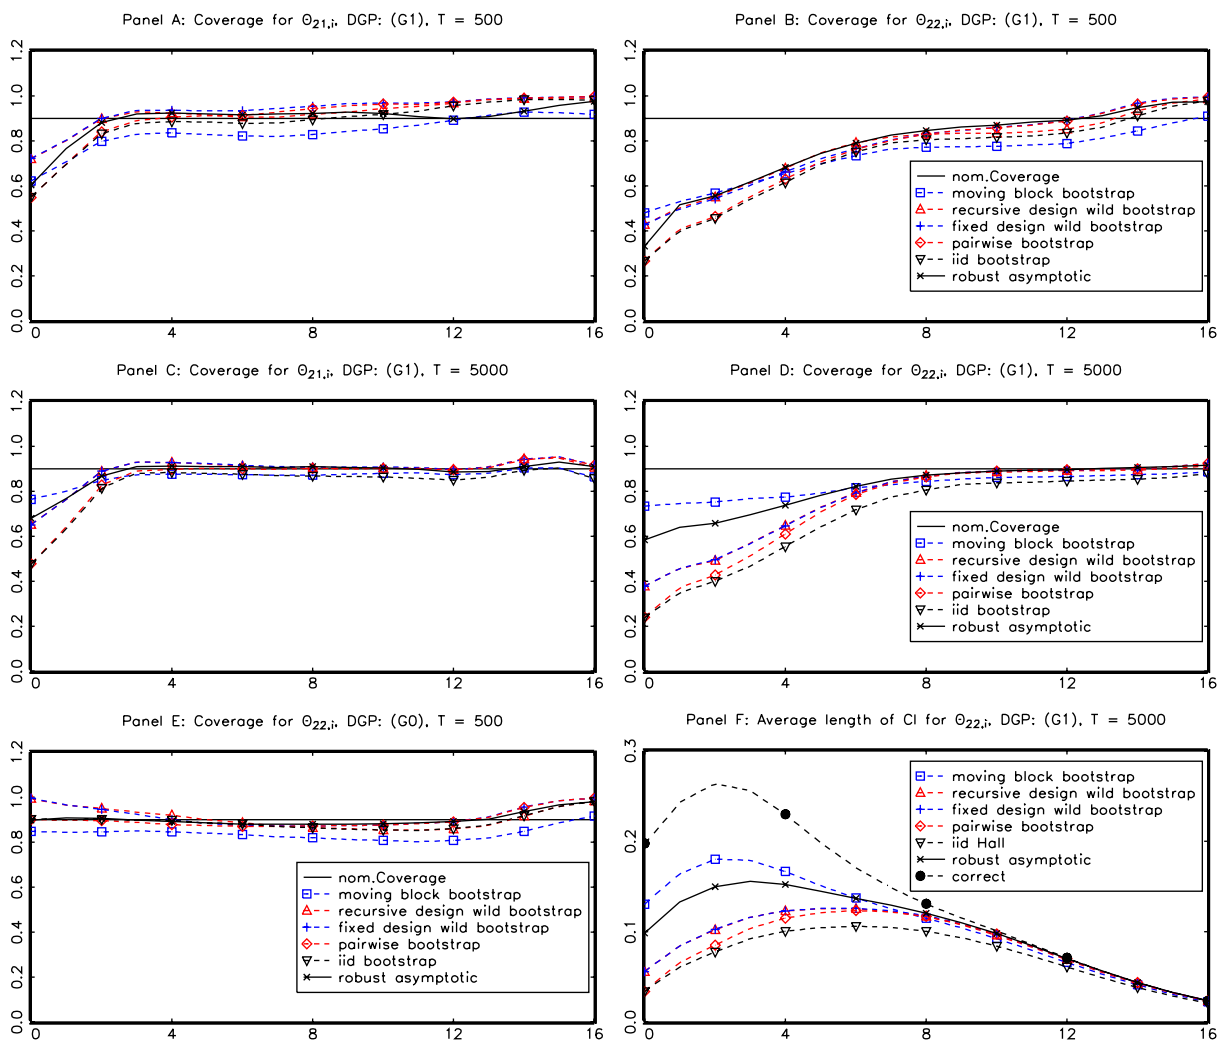 Panel A: Coverage for Θ21,i, DGP: (G1), T = 500
1.2
1.0
0.8
0.6
0.4
0.2
0.0
0 4 8 12 16
Panel B: Coverage for Θ22,i, DGP: (G1), T = 500
1.2
1.0
0.8
0.6
0.4
0.2
0.0
nom.Coverage
moving block bootstrap
recursive design wild bootstrap
fixed design wild bootstrap
pairwise bootstrap
iid bootstrap
robust asymptotic
0 4 8 12 16
Panel C: Coverage for Θ21,i, DGP: (G1), T = 5000
1.2
1.0
0.8
0.6
0.4
0.2
0.0
0 4 8 12 16
Panel D: Coverage for Θ22,i, DGP: (G1), T = 5000
1.2
1.0
0.8
0.6
0.4
0.2
0.0
nom.Coverage
moving block bootstrap
recursive design wild bootstrap
fixed design wild bootstrap
pairwise bootstrap
iid bootstrap
robust asymptotic
0 4 8 12 16
Panel E: Coverage for Θ22,i, DGP: (G0), T = 500
1.2
1.0
0.8
0.6
0.4
0.2
0.0
nom.Coverage
moving block bootstrap
recursive design wild bootstrap
fixed design wild bootstrap
pairwise bootstrap
iid bootstrap
robust asymptotic
0 4 8 12 16
Panel F: Average length of CI for Θ22,i, DGP: (G1), T = 5000
0.3
0.2
0.1
0.0
moving block bootstrap
recursive design wild bootstrap
fixed design wild bootstrap
pairwise bootstrap
iid Hall
robust asymptotic
correct
0 4 8 12 16